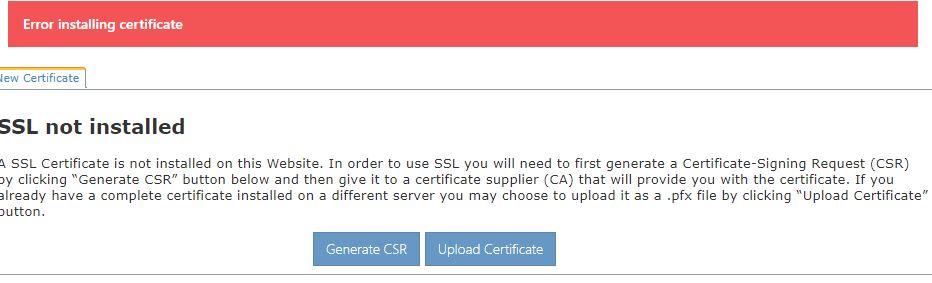 Error installing certificate
New Certificate
SSL not installed
A SSL Certificate is not installed on this Website. In order to use SSL you will need to first generate a Certificate-Signing Request (CSR)
by clicking “Generate CSR” button below and then give it to a certificate supplier (CA) that will provide you with the certificate. If you
already have a complete certificate installed on a different server you may choose to upload it as a .pfx file by clicking “Upload Certificate”
button.
Generate CSR Upload Certificate